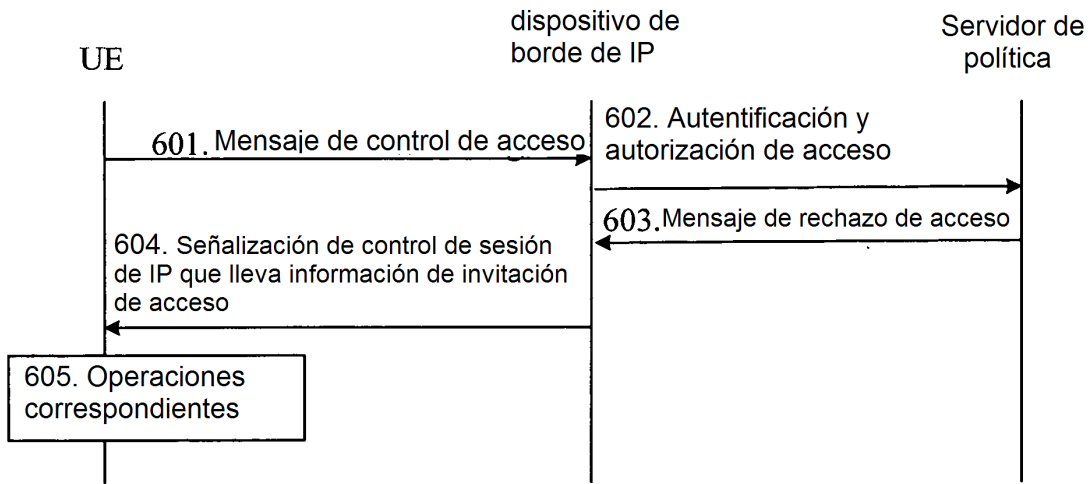 UE
dispositivo de
borde de IP
Servidor de
política
601. Mensaje de control de acceso
602. Autentificación y
autorización de acceso
603. Mensaje de rechazo de acceso
604. Señalización de control de sesión
de IP que lleva información de invitación
de acceso
605. Operaciones
correspondientes